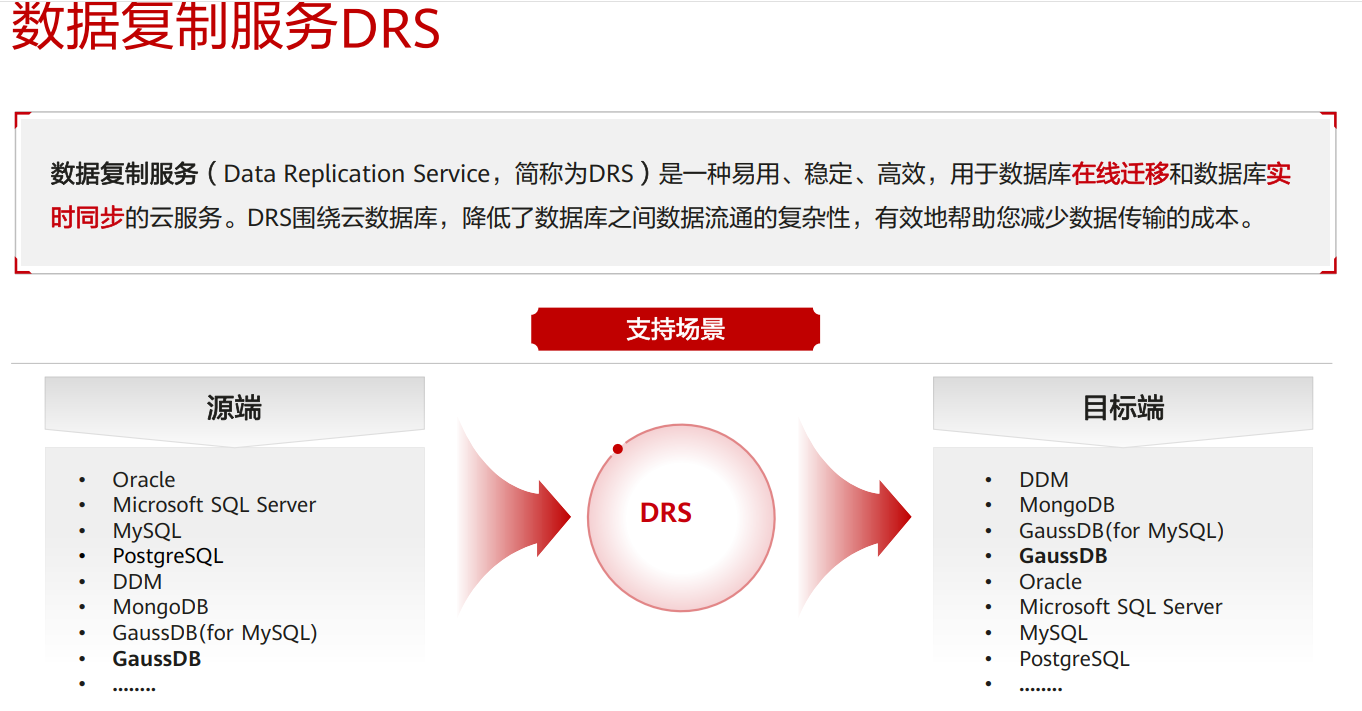 数据复制服务DRS
数据复制服务（Data Replication Service，简称为DRS）是一种易用、稳定、高效，用于数据库在线迁移和数据库实
时同步的云服务。DRS围绕云数据库，降低了数据库之间数据流通的复杂性，有效地帮助您减少数据传输的成本。
支持场景
源端
• Oracle
• Microsoft SQL Server
• MySQL
• PostgreSQL
• DDM
• MongoDB
• GaussDB(for MySQL)
• GaussDB
• ........
DRS
目标端
• DDM
• MongoDB
• GaussDB(for MySQL)
• GaussDB
• Oracle
• Microsoft SQL Server
• MySQL
• PostgreSQL
• ........